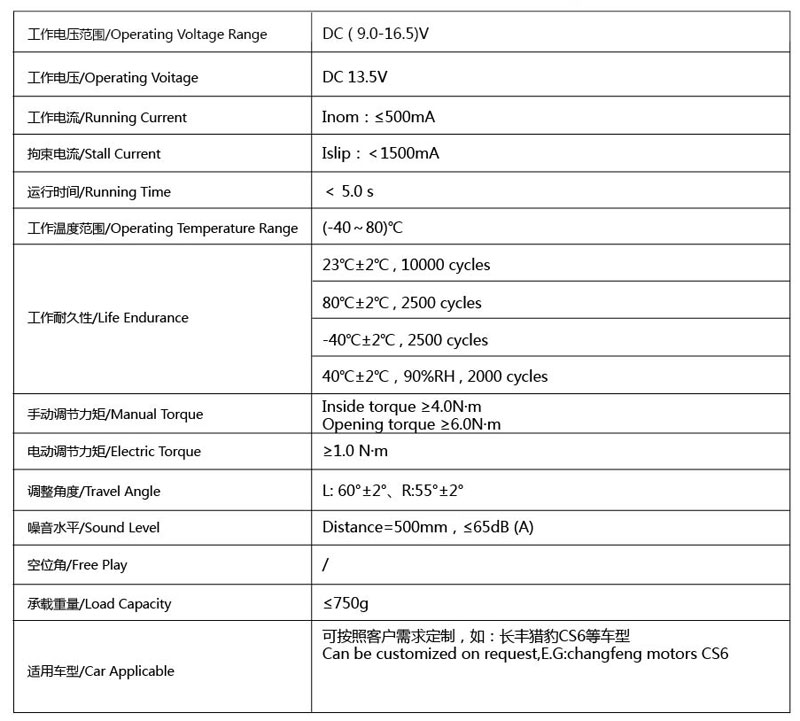 工作电压范围/Operating Voltage Range DC ( 9.0-16.5)V
工作电压/Operating Voitage DC 13.5V
工作电流/Running Current Inom：≤500mA
拘束电流/Stall Current Islip：<1500mA
运行时间/Running Time < 5.0 s
工作温度范围/Operating Temperature Range (-40～80)℃
工作耐久性/Life Endurance
23℃±2℃ , 10000 cycles
80℃±2℃ , 2500 cycles
-40℃±2℃ , 2500 cycles
40℃±2℃，90%RH , 2000 cycles
手动调节力矩/Manual Torque
Inside torque ≥4.0N·m
Opening torque ≥6.0N·m
电动调节力矩/Electric Torque ≥1.0 N·m
调整角度/Travel Angle L: 60°±2°、R:55°±2°
噪音水平/Sound Level Distance=500mm，≤65dB (A)
空位角/Free Play /
承载重量/Load Capacity ≤750g
适用车型/Car Applicable
可按照客户需求定制，如：长丰猎豹CS6等车型
Can be customized on request,E.G:changfeng motors CS6